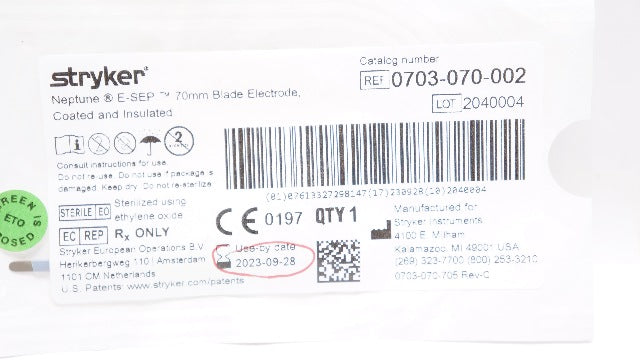 stryker®
Neptune ® E-SEP ™ 70mm Blade Electrode,
Coated and Insulated
Catalog number
REF 0703-070-002
LOT 2040004
Consult instructions for use.
Do not re-use. Do not use if package is
damaged. Keep dry. Do not re-sterilize
(01)07613327298147(17)230928(10)2040004
STERILE EO Sterilized using
ethylene oxide
EC REP Rx ONLY
Stryker European Operations B.V.
Herikerbergweg 110 1 Amsterdam
1101 CM Netherlands
U.S. Patents: www.stryker.com/patents
CE 0197 QTY 1
Use-by date
2023-09-28
Manufactured for
Stryker Instruments
4100 E. Milham
Kalamazoo, MI 49001 USA
(269) 323-7700 (800) 253-3210
0703-070-705 Rev-C
REEN IS
ETO
POSED